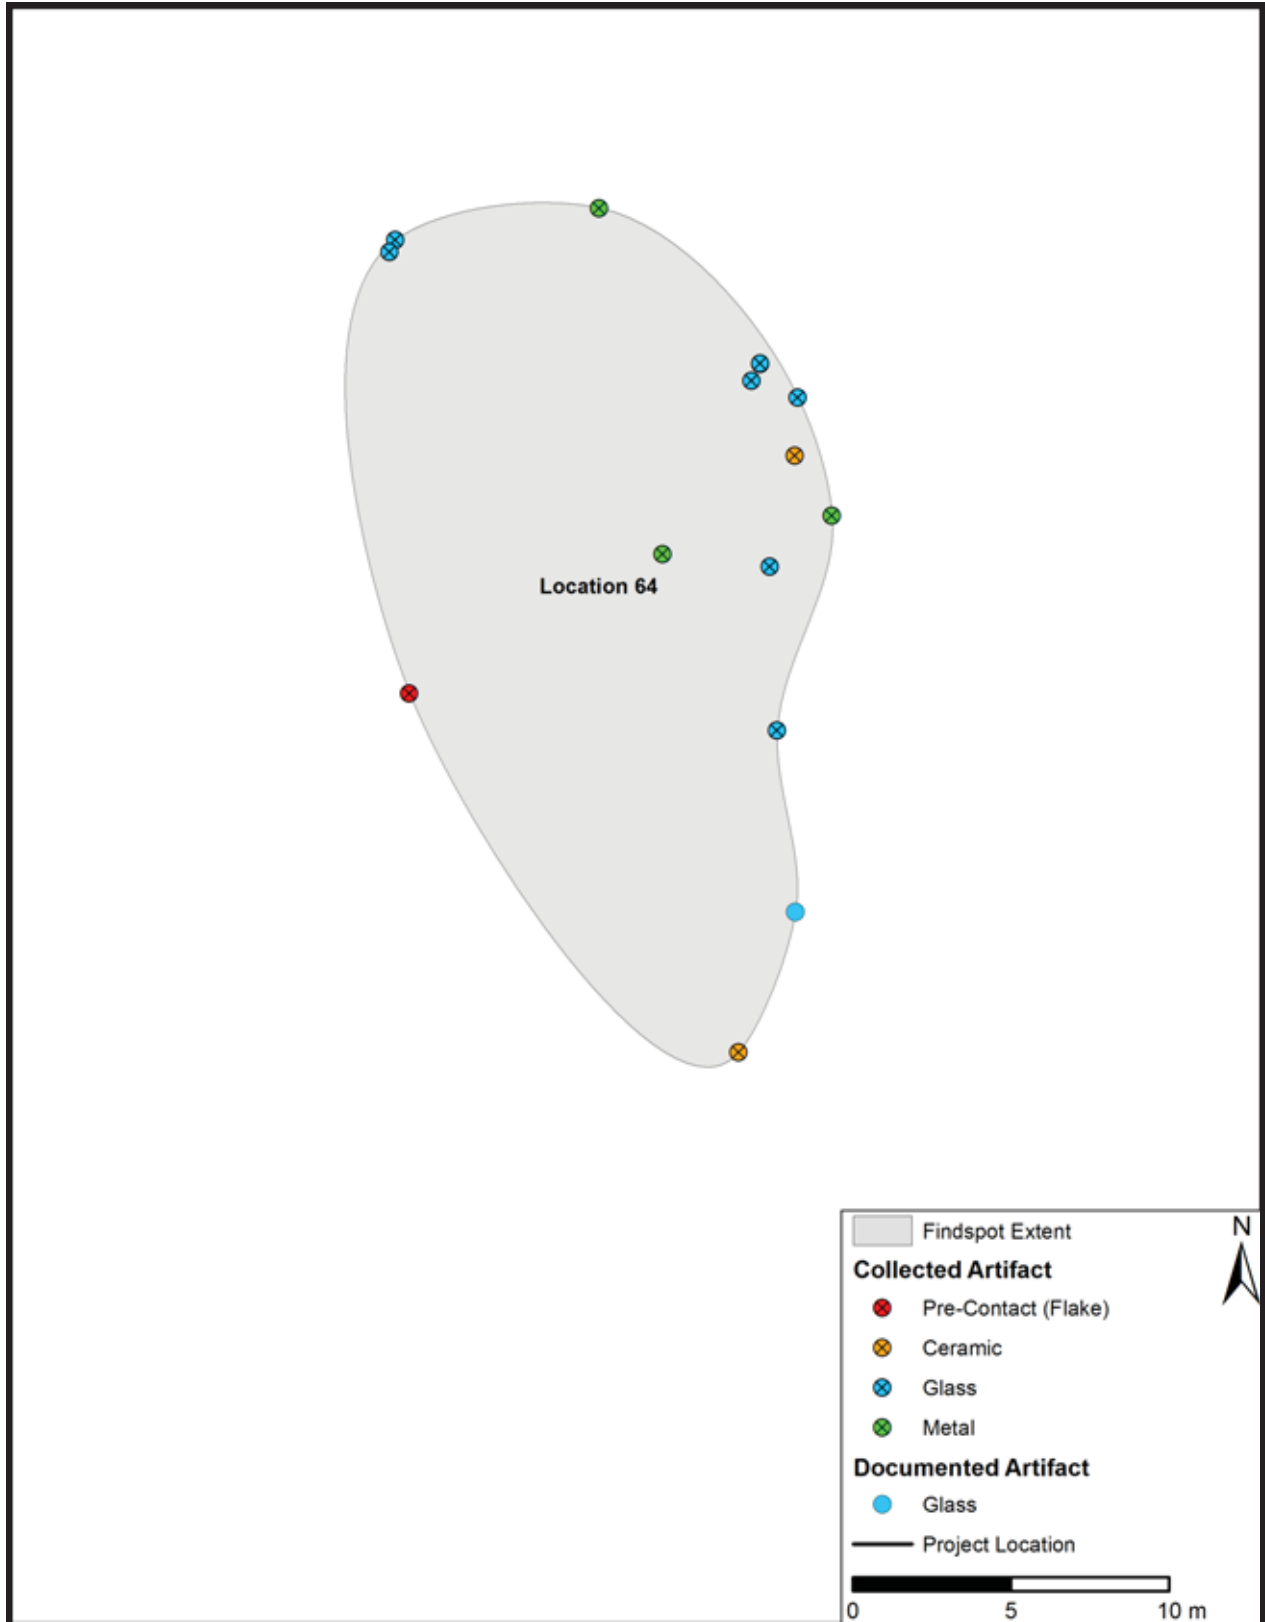 Location 64
Findspot Extent
N
Collected Artifact
Pre-Contact (Flake)
Ceramic
Glass
Metal
Documented Artifact
Glass
Project Location
0 5 10 m